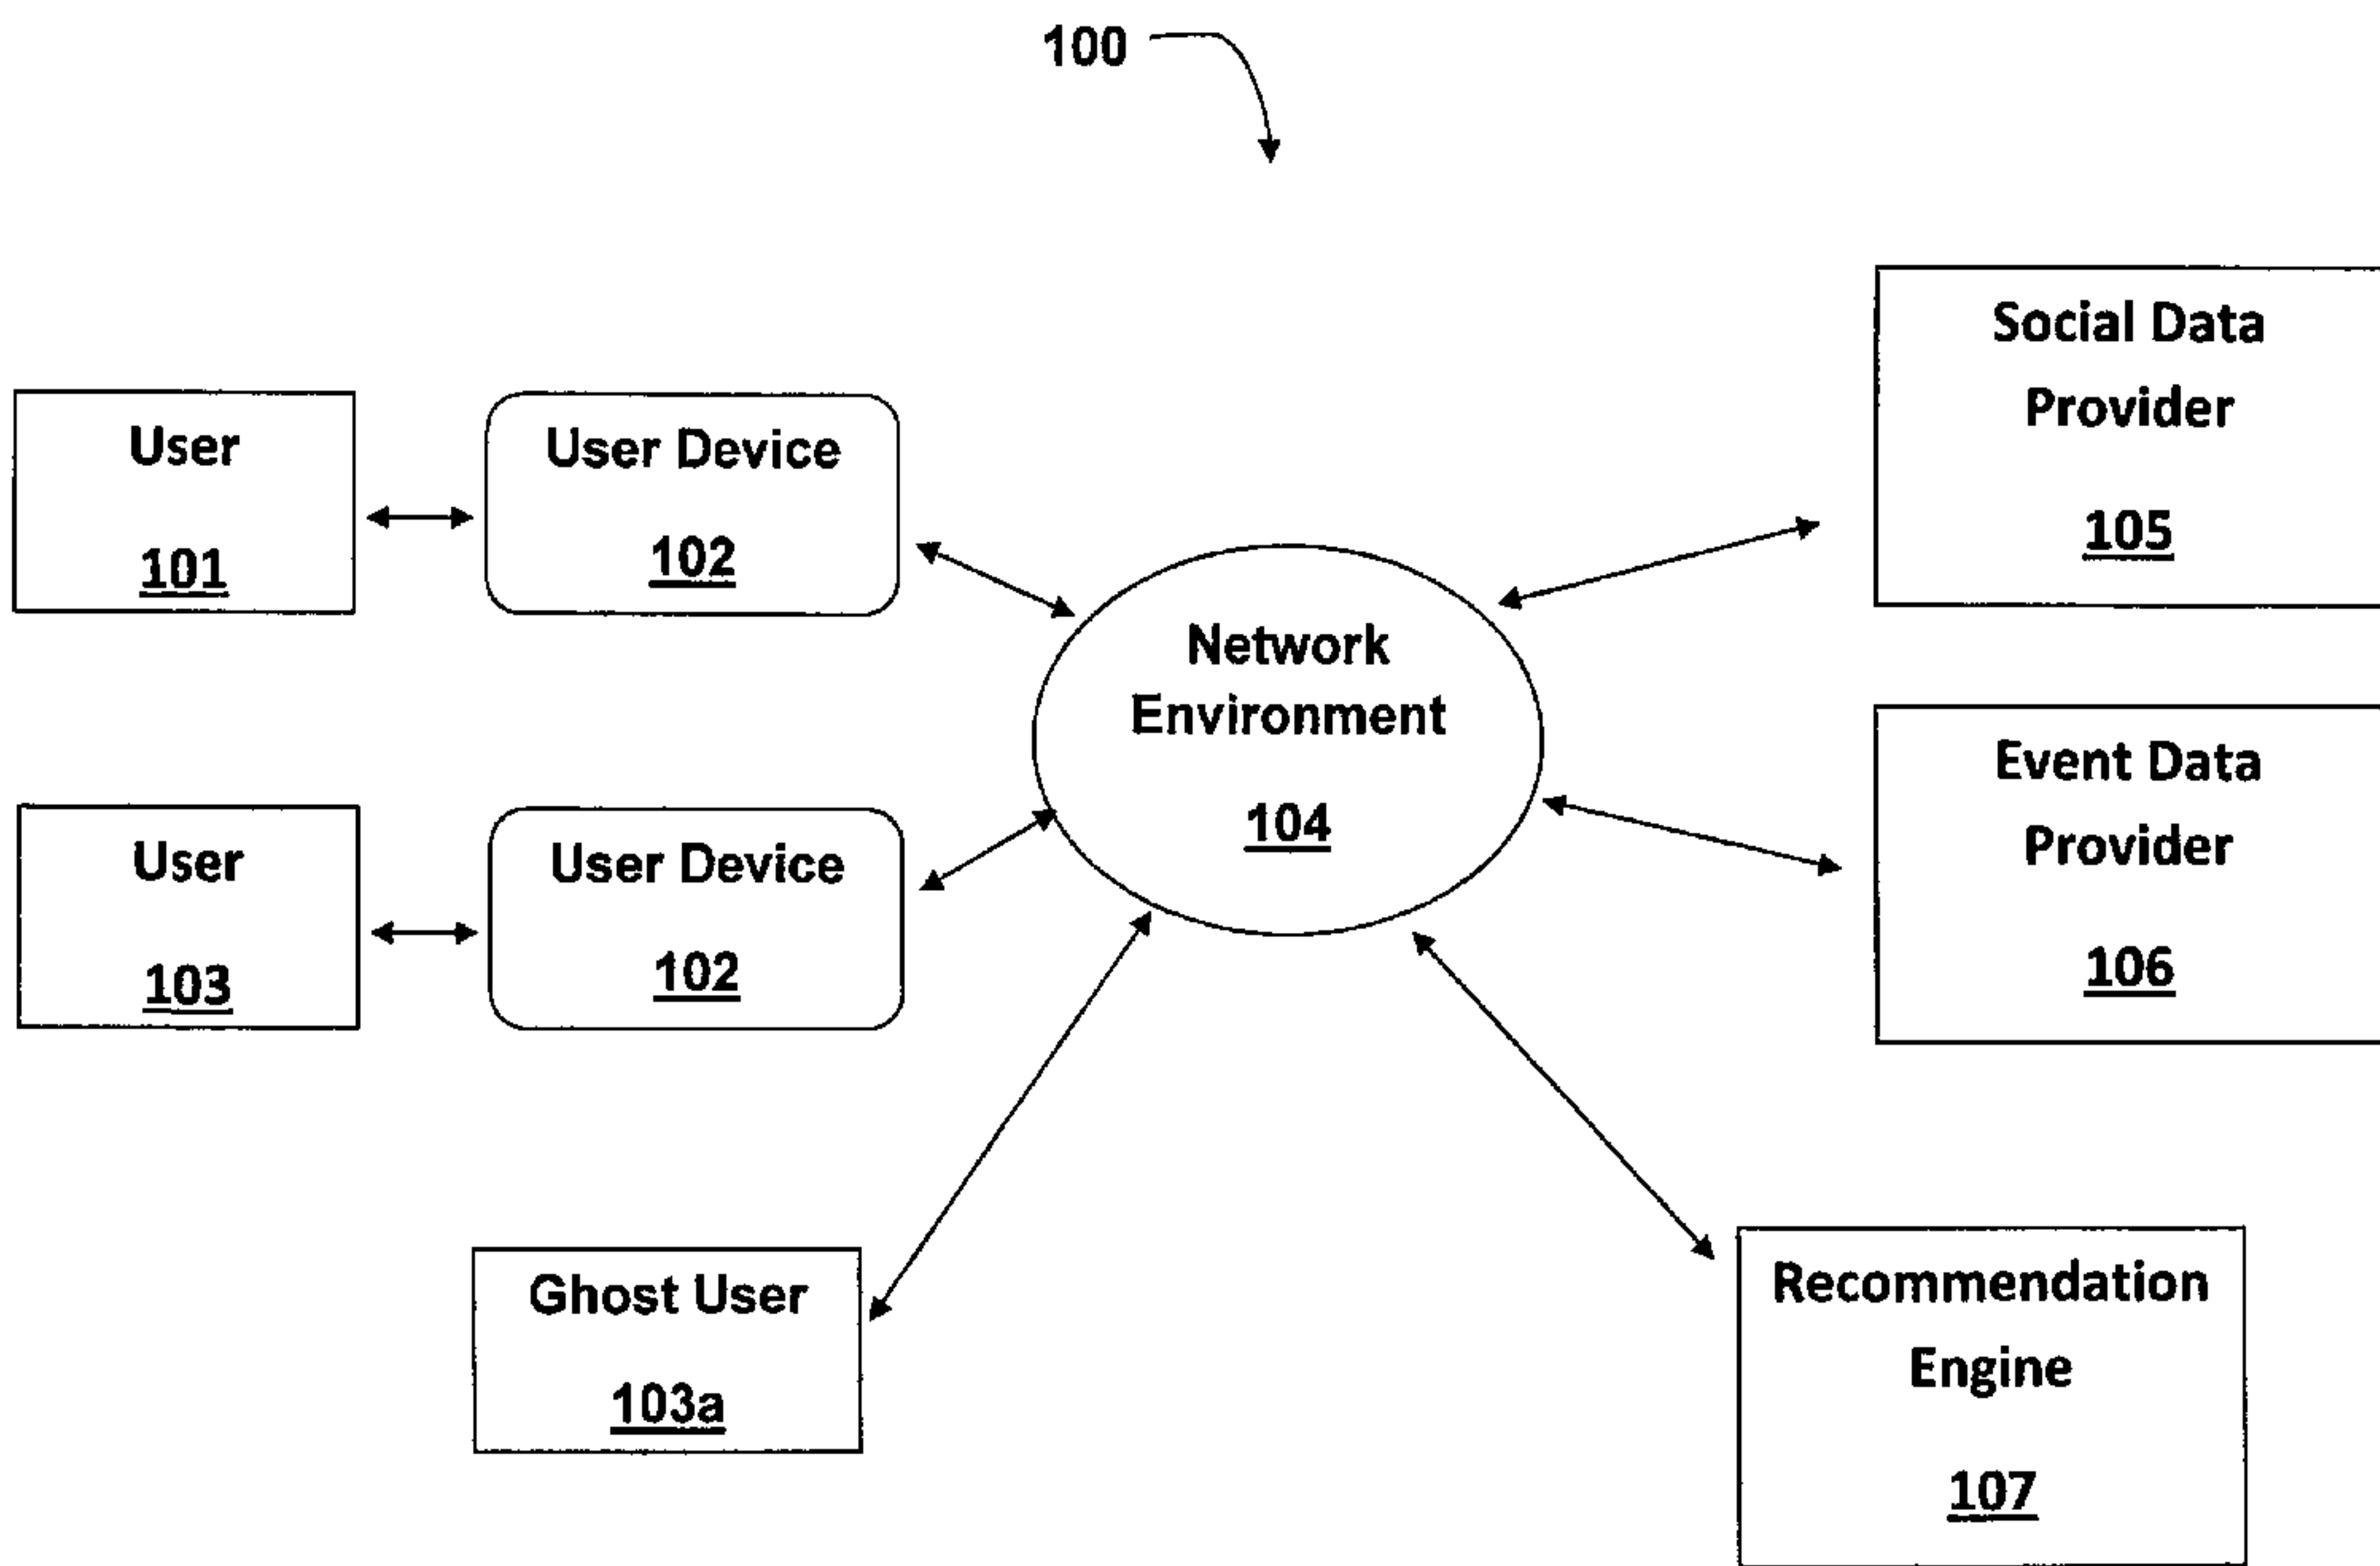 100
User
101
User Device
102
Network
Environment
104
Social Data
Provider
105
User
103
User Device
102
Event Data
Provider
106
Ghost User
103a
Recommendation
Engine
107